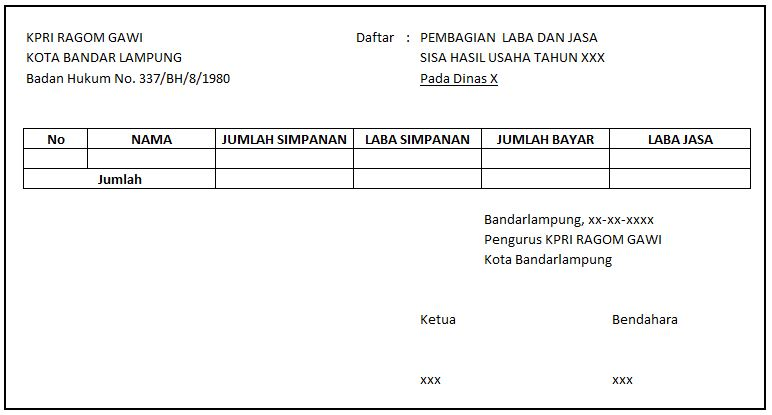 KPRI RAGOM GAWI
KOTA BANDAR LAMPUNG
Badan Hukum No. 337/BH/8/1980
Daftar : PEMBAGIAN LABA DAN JASA
SISA HASIL USAHA TAHUN XXX
Pada Dinas X
No NAMA JUMLAH SIMPANAN LABA SIMPANAN JUMLAH BAYAR LABA JASA
Jumlah
Bandarlampung, xx-xx-xxxx
Pengurus KPRI RAGOM GAWI
Kota Bandarlampung
Ketua Bendahara
xxx xxx